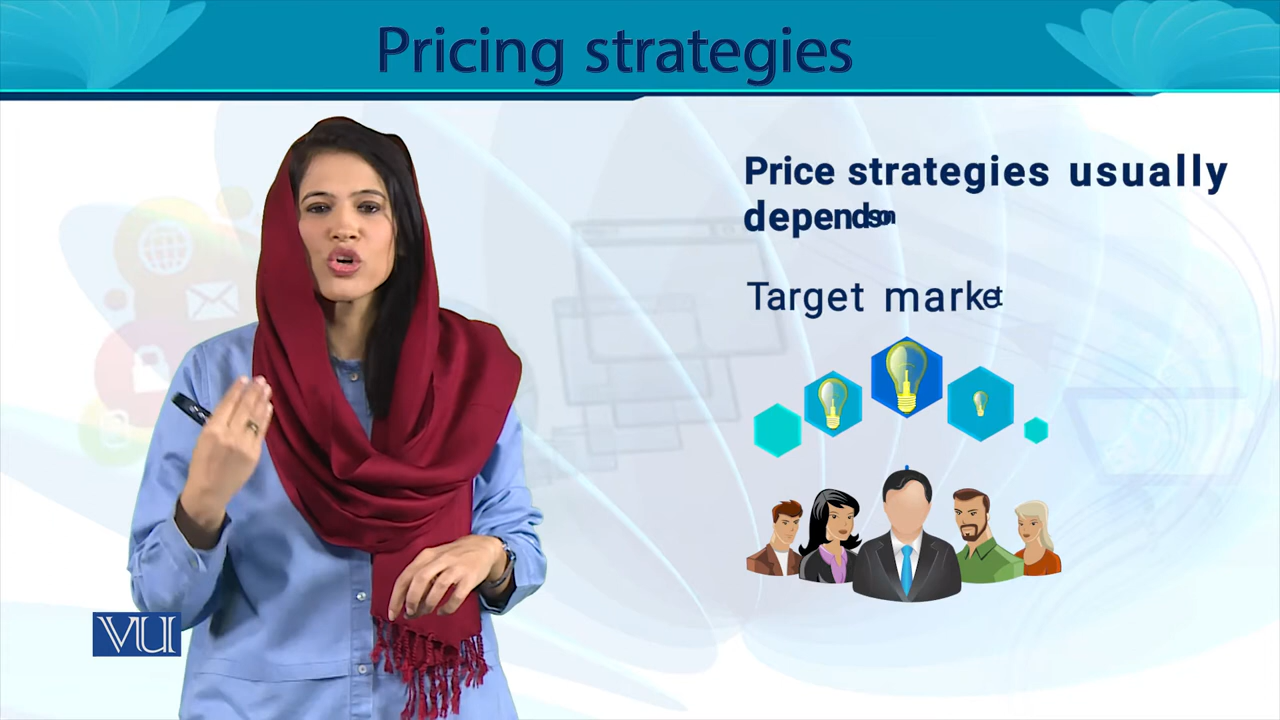 Pricing strategies
Price strategies usually
depends on
Target market
VU